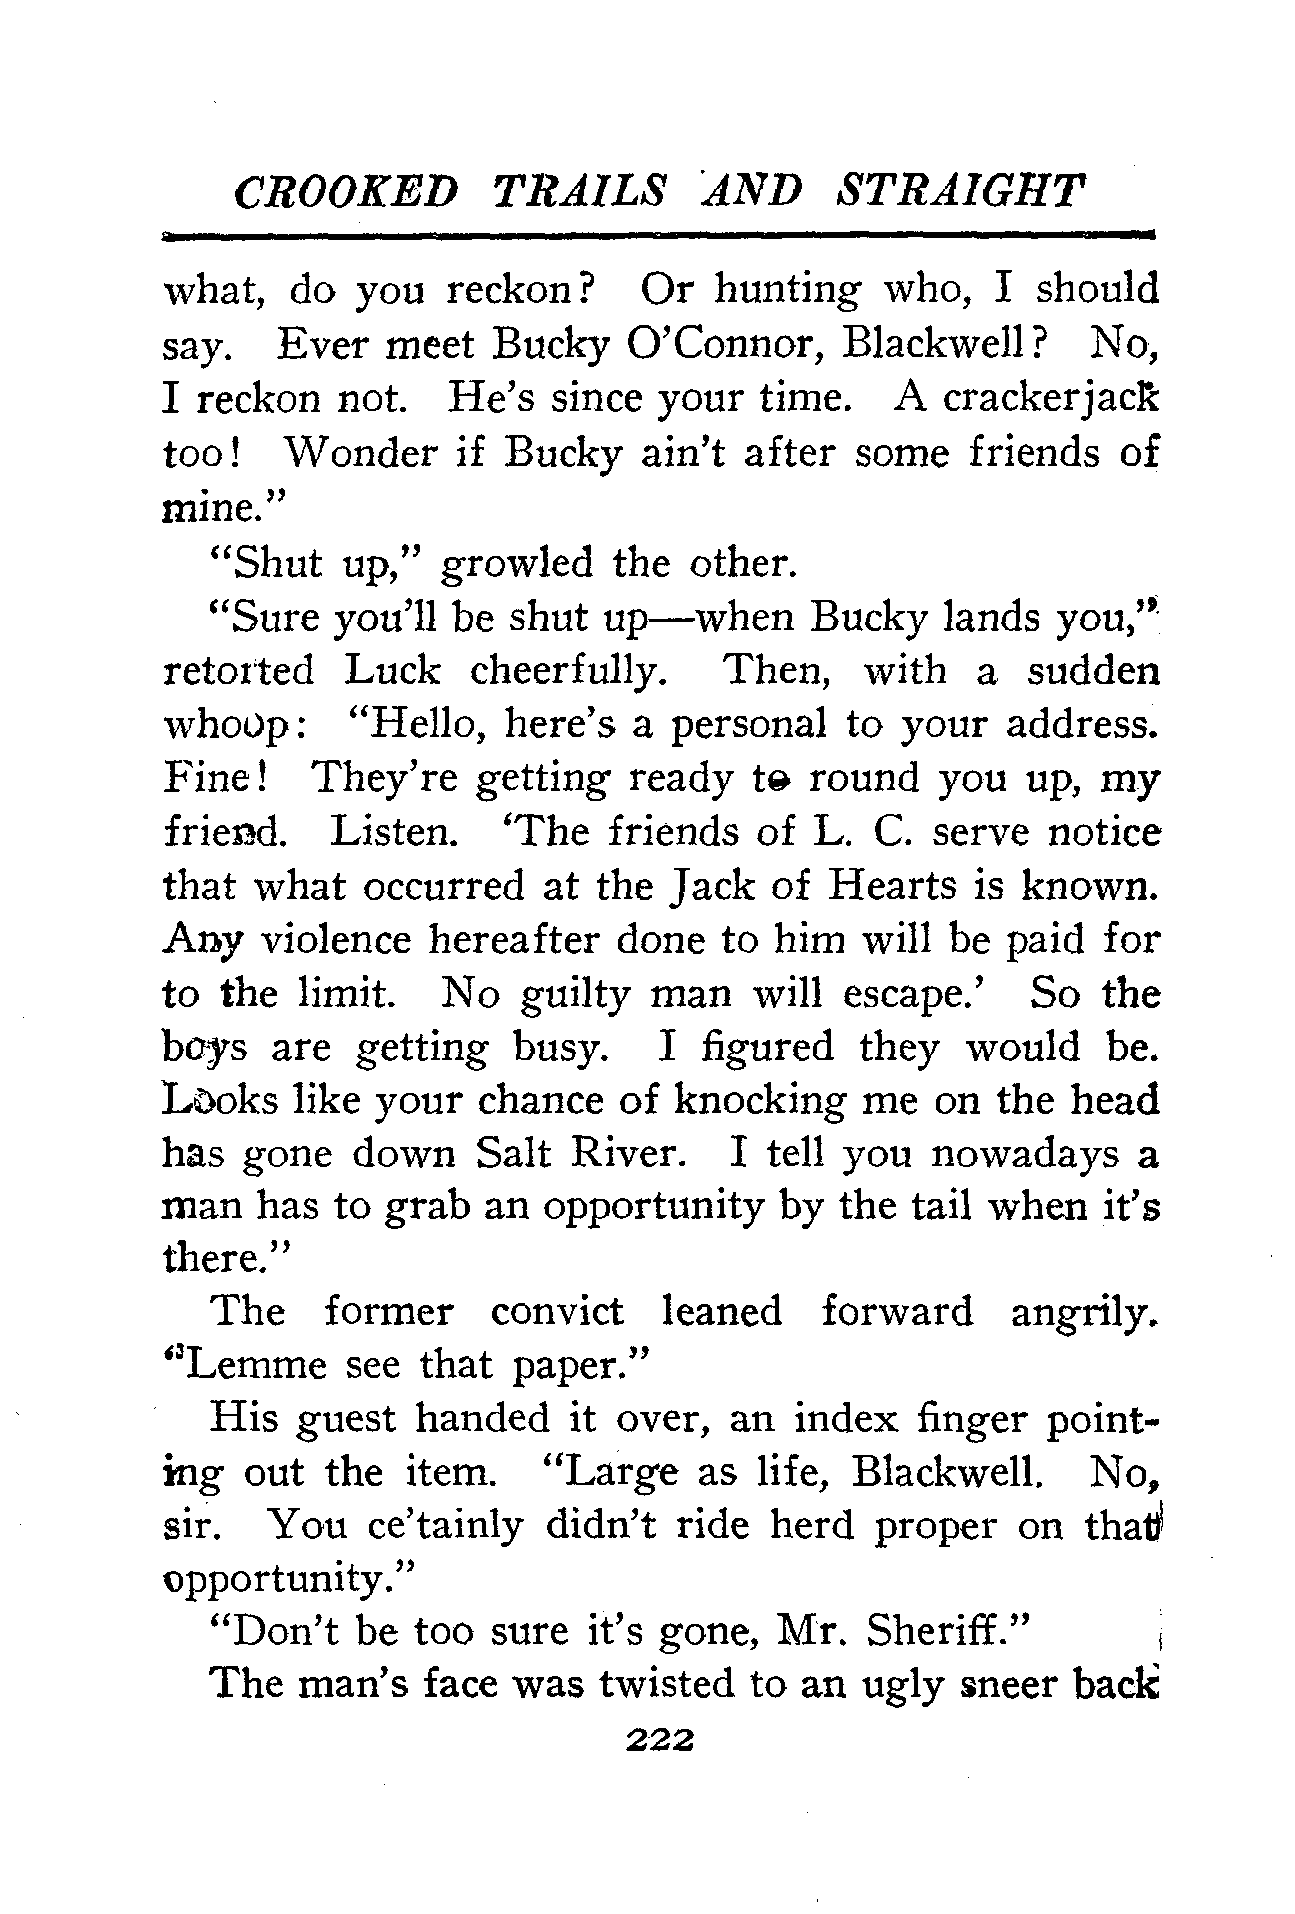 CROOKED TRAILS AND STRAIGHT
what, do you reckon? Or hunting who, I should
say. Ever meet Bucky O'Connor, Blackwell? No,
I reckon not. He's since your time. A crackerjack
too! Wonder if Bucky ain't after some friends of
mine."
"Shut up," growled the other.
"Sure you'll be shut up—when Bucky lands you,"
retorted Luck cheerfully. Then, with a sudden
whoop: "Hello, here's a personal to your address.
Fine! They're getting ready to round you up, my
friend. Listen. 'The friends of L. C. serve notice
that what occurred at the Jack of Hearts is known.
Any violence hereafter done to him will be paid for
to the limit. No guilty man will escape.' So the
boys are getting busy. I figured they would be.
Looks like your chance of knocking me on the head
has gone down Salt River. I tell you nowadays a
man has to grab an opportunity by the tail when it's
there."
The former convict leaned forward angrily.
"Lemme see that paper."
His guest handed it over, an index finger point-
ing out the item. "Large as life, Blackwell. No,
sir. You ce'tainly didn't ride herd proper on that
opportunity."
"Don't be too sure it's gone, Mr. Sheriff."
The man's face was twisted to an ugly sneer back
222